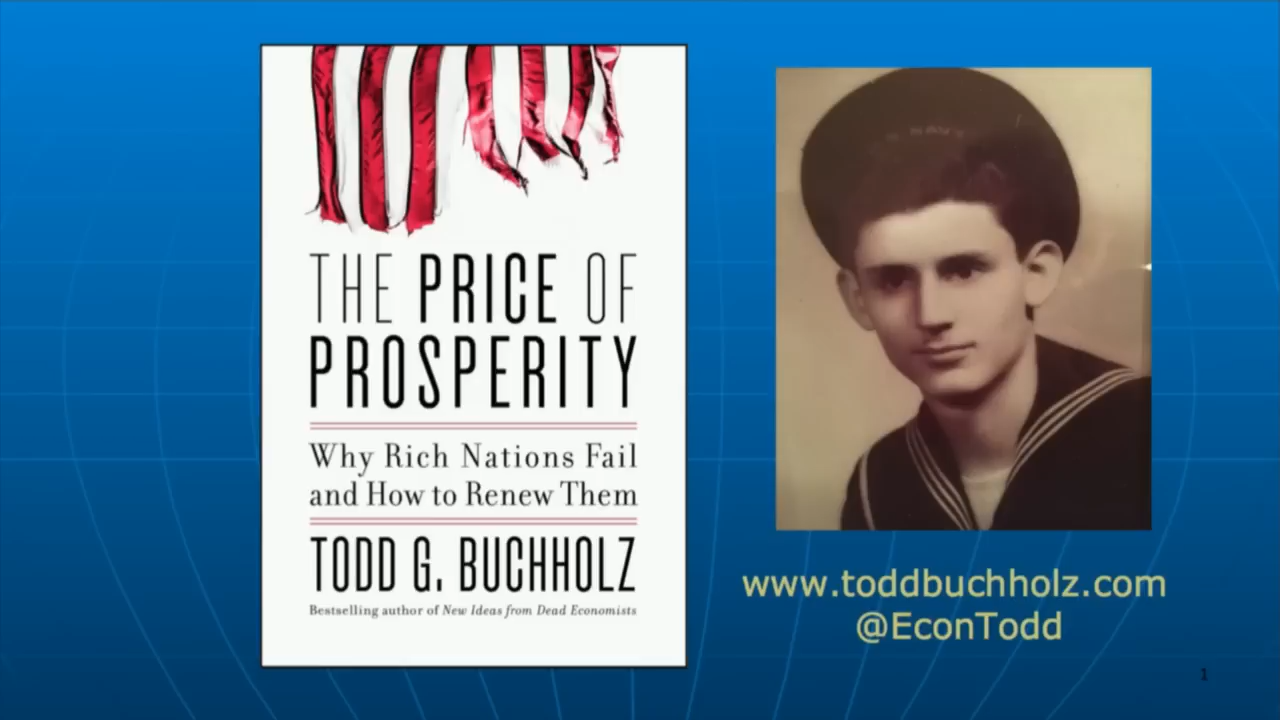 THE PRICE OF
PROSPERITY
Why Rich Nations Fail
and How to Renew Them
TODD G. BUCHHOLZ
Bestselling author of New Ideas from Dead Economists
NAVY
www.toddbuchholz.com
@EconTodd
1